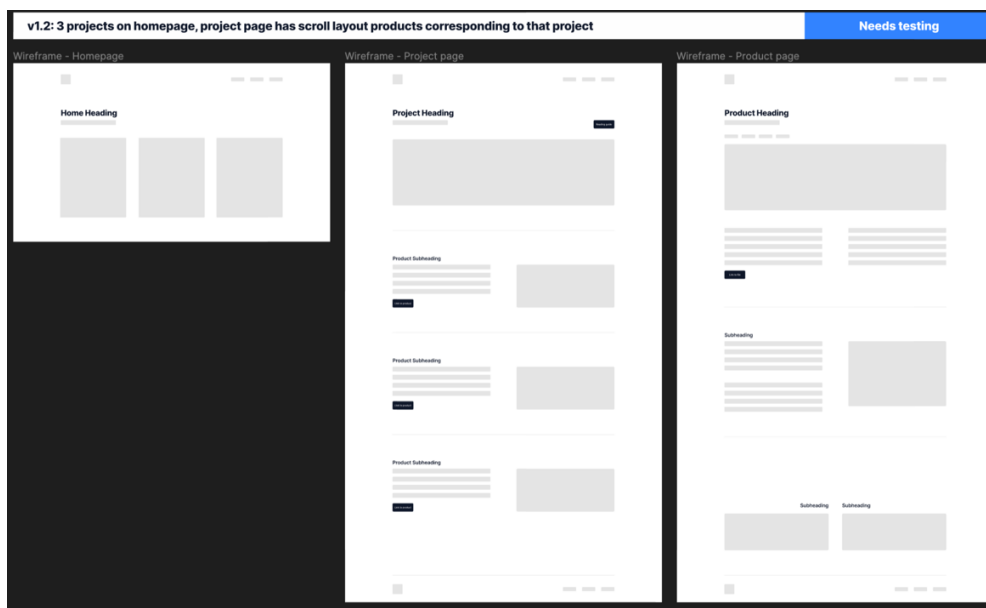 v1.2: 3 projects on homepage, project page has scroll layout products corresponding to that project
Needs testing
Wireframe - Homepage
Home Heading
Wireframe - Project page
Project Heading
Product Subheading
Product Subheading
Product Subheading
Wireframe - Product page
Product Heading
Subheading
Subheading
Subheading